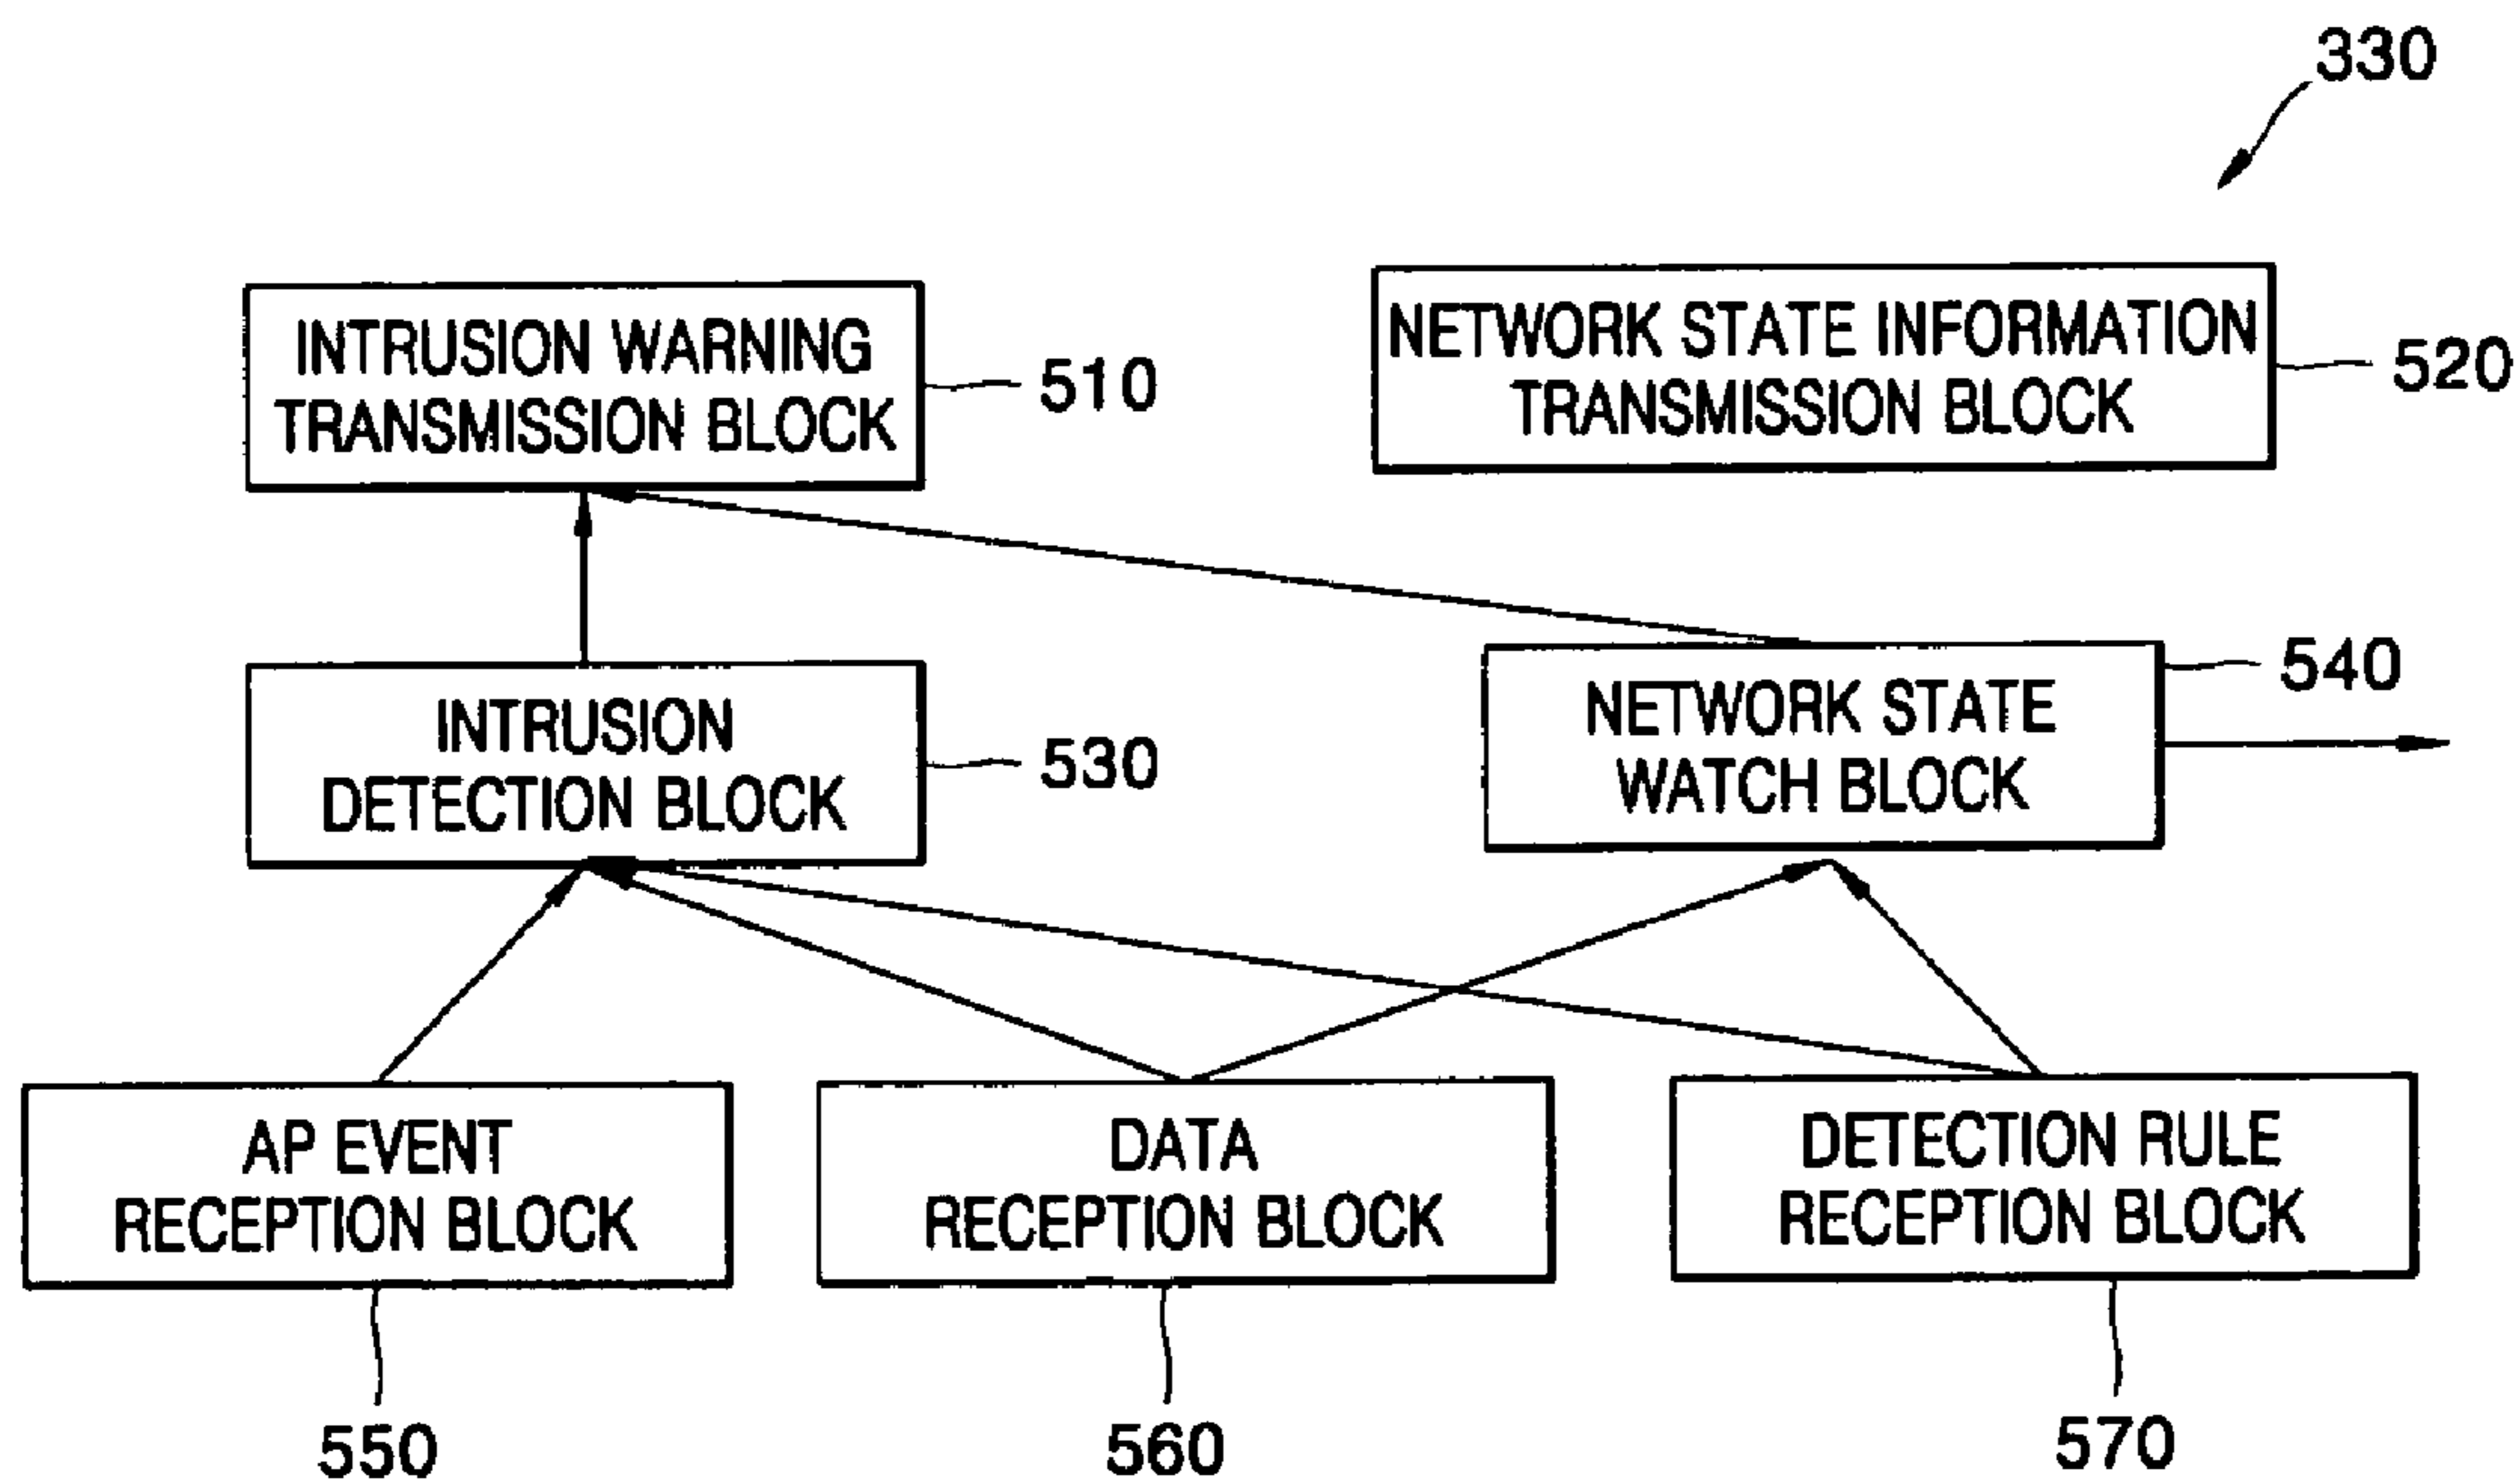 330
INTRUSION WARNING
TRANSMISSION BLOCK
510
NETWORK STATE INFORMATION
TRANSMISSION BLOCK
520
INTRUSION
DETECTION BLOCK
530
NETWORK STATE
WATCH BLOCK
540
AP EVENT
RECEPTION BLOCK
550
DATA
RECEPTION BLOCK
560
DETECTION RULE
RECEPTION BLOCK
570